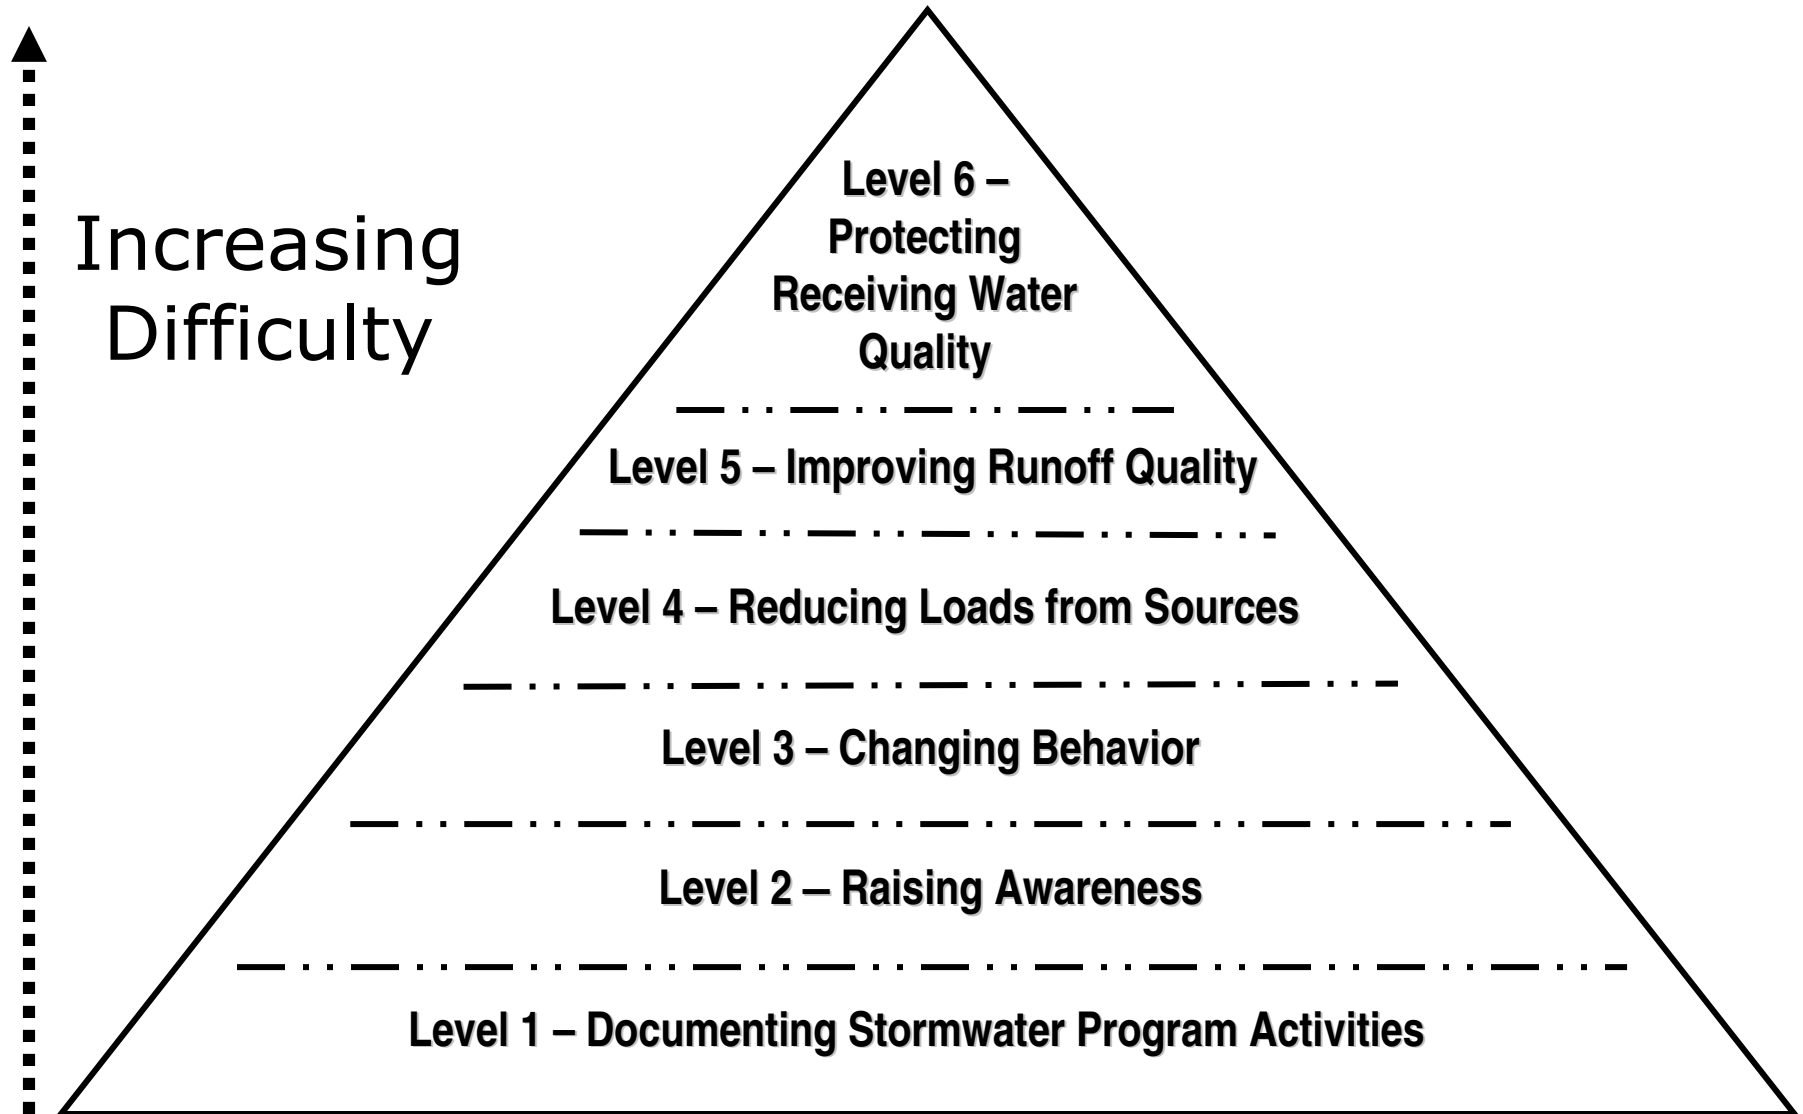 Increasing
Difficulty
Level 6 –
Protecting
Receiving Water
Quality
Level 5 – Improving Runoff Quality
Level 4 – Reducing Loads from Sources
Level 3 – Changing Behavior
Level 2 – Raising Awareness
Level 1 – Documenting Stormwater Program Activities